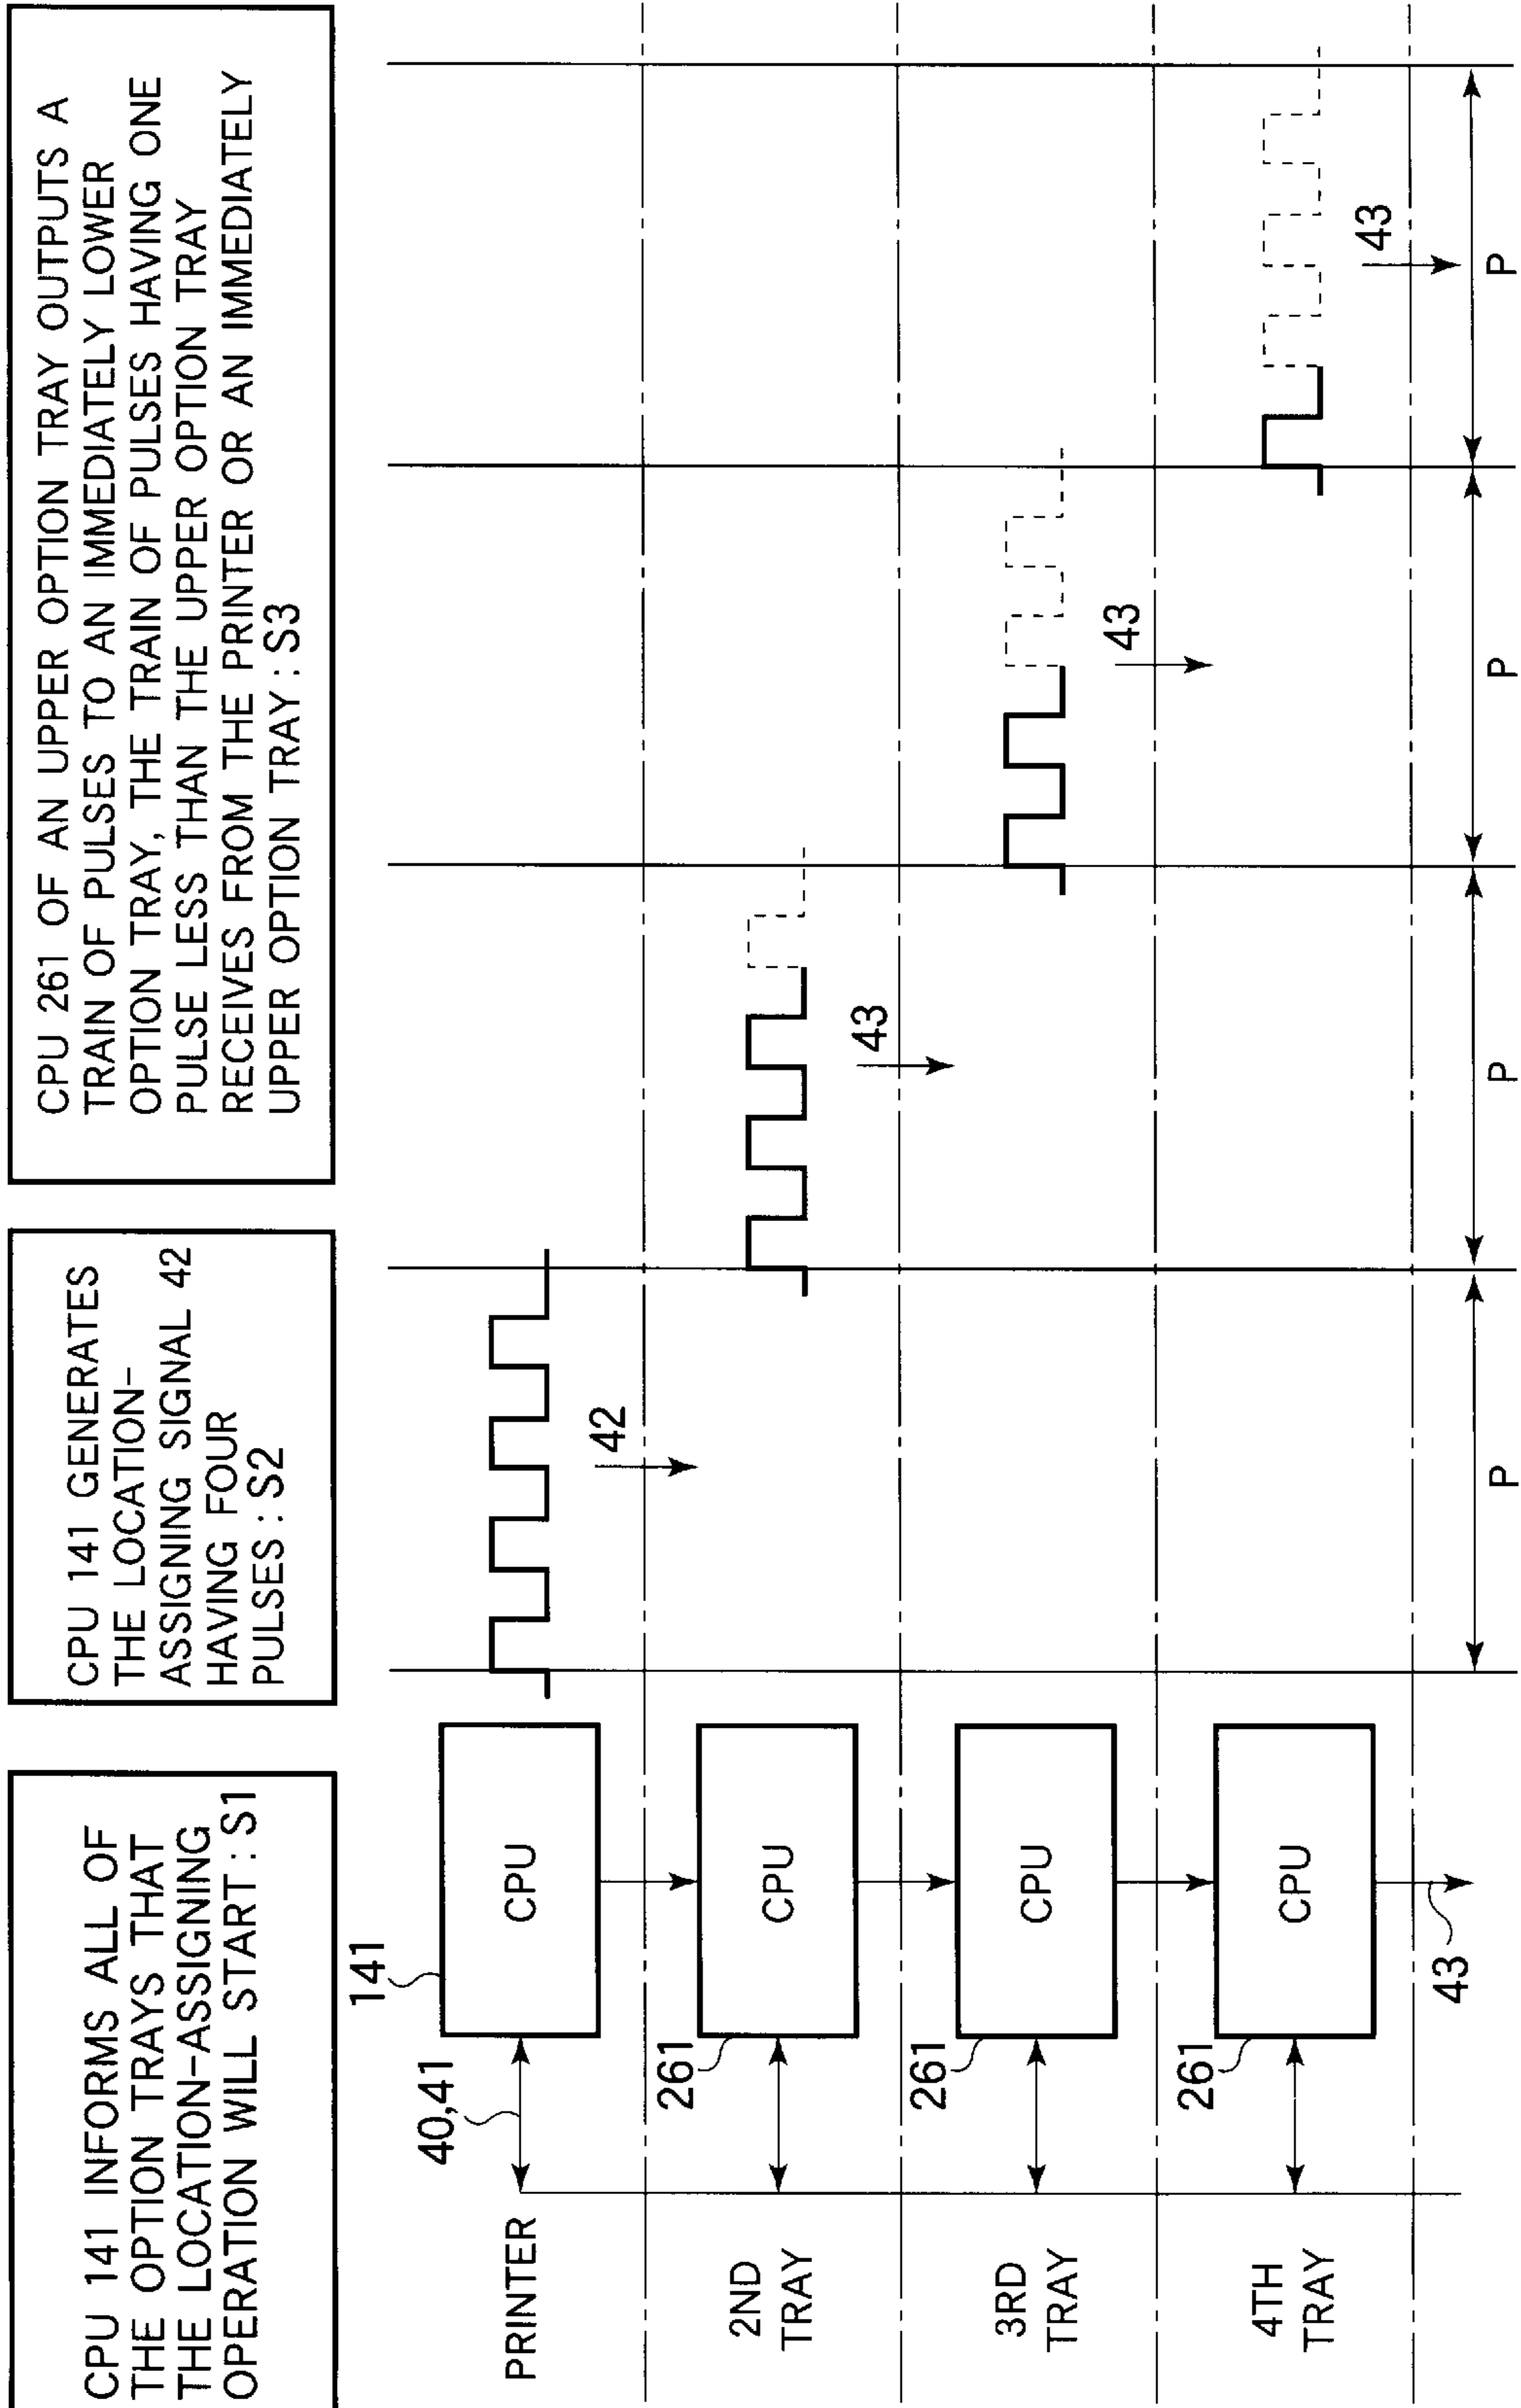 CPU 141 INFORMS ALL OF
THE OPTION TRAYS THAT
THE LOCATION-ASSIGNING
OPERATION WILL START : S1
CPU 141 GENERATES
THE LOCATION-
ASSIGNING SIGNAL 42
HAVING FOUR
PULSES : S2
CPU 261 OF AN UPPER OPTION TRAY OUTPUTS A
TRAIN OF PULSES TO AN IMMEDIATELY LOWER
OPTION TRAY, THE TRAIN OF PULSES HAVING ONE
PULSE LESS THAN THE UPPER OPTION TRAY
RECEIVES FROM THE PRINTER OR AN IMMEDIATELY
UPPER OPTION TRAY : S3
PRINTER
40,41
141
CPU
42
2ND
TRAY
261
CPU
43
3RD
TRAY
261
CPU
43
4TH
TRAY
261
CPU
43
43
P
P
P
P